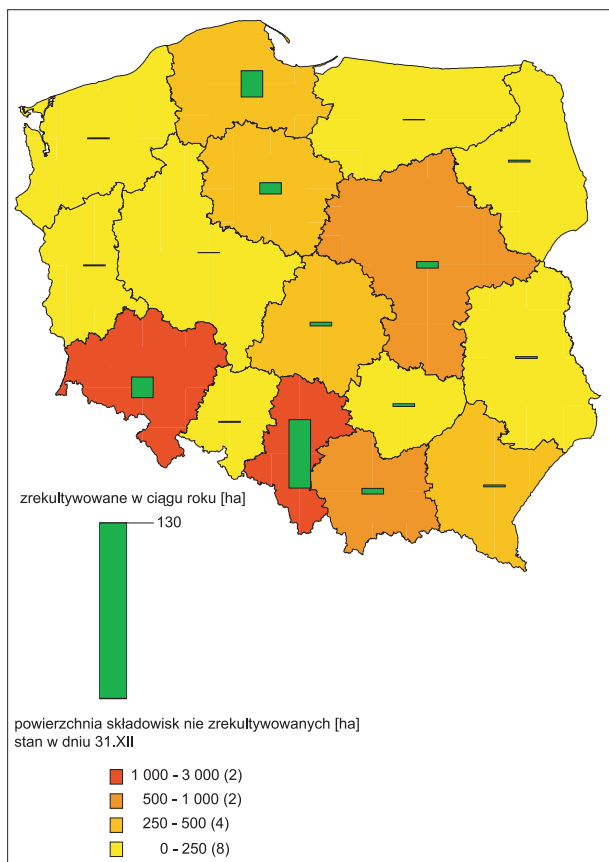 zrekultywowane w ciągu roku [ha]
130
powierzchnia składowisk nie zrekultywowanych [ha]
stan w dniu 31.XII
1 000 - 3 000 (2)
500 - 1 000 (2)
250 - 500 (4)
0 - 250 (8)